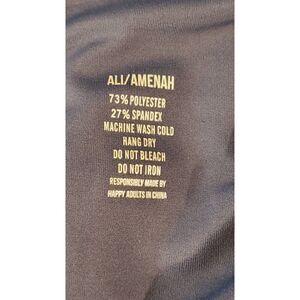 ALI/AMENAH
73% POLYESTER
27% SPANDEX
MACHINE WASH COLD
HANG DRY
DO NOT BLEACH
DO NOT IRON
RESPONSIBLY MADE BY
HAPPY ADULTS IN CHINA